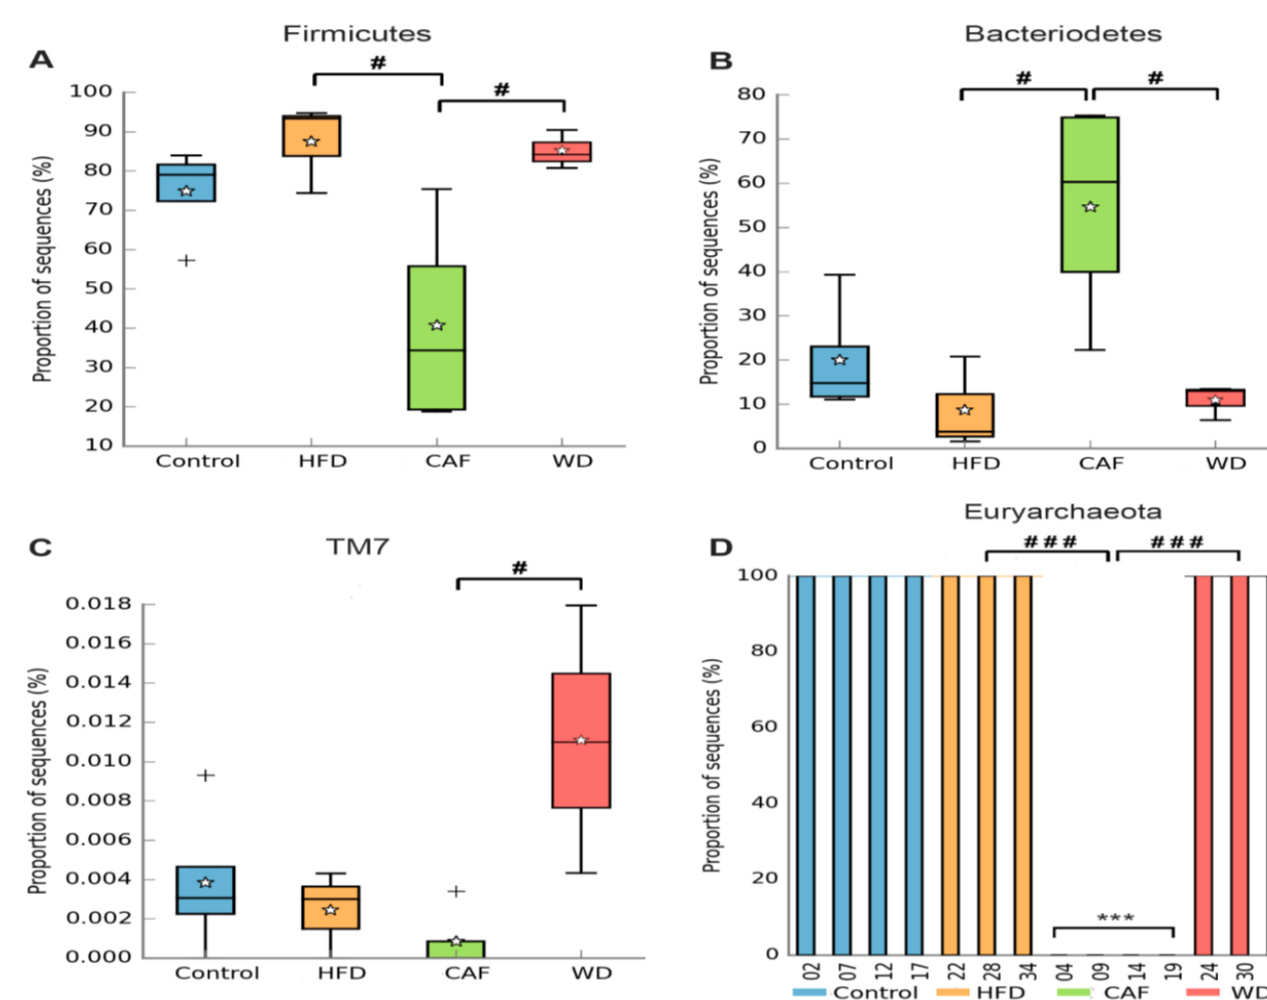 A
Firmicutes
#
#
Proportion of sequences (%)
100
90
80
70
60
50
40
30
20
10
Control HFD CAF WD
B
Bacteriodetes
#
#
Proportion of sequences (%)
80
70
60
50
40
30
20
10
0
Control HFD CAF WD
C
TM7
#
Proportion of sequences (%)
0.018
0.016
0.014
0.012
0.010
0.008
0.006
0.004
0.002
0.000
Control HFD CAF WD
D
Euryarchaeota
###
###
Proportion of sequences (%)
100
80
60
40
20
0
***
02 07 12 17 22 28 34 04 09 14 19 24 30
Control HFD CAF WD